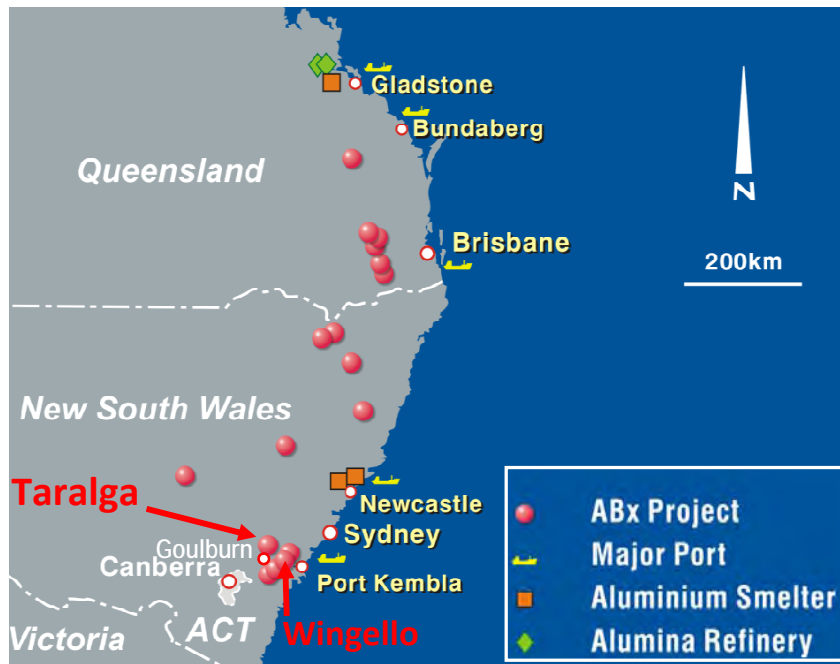 Gladstone
Bundaberg
Queensland
Brisbane
N
200km
New South Wales
Taralga
Newcastle
Sydney
Goulburn
Canberra
Port Kembla
ACT
Wingello
Victoria
ABx Project
Major Port
Aluminium Smelter
Alumina Refinery